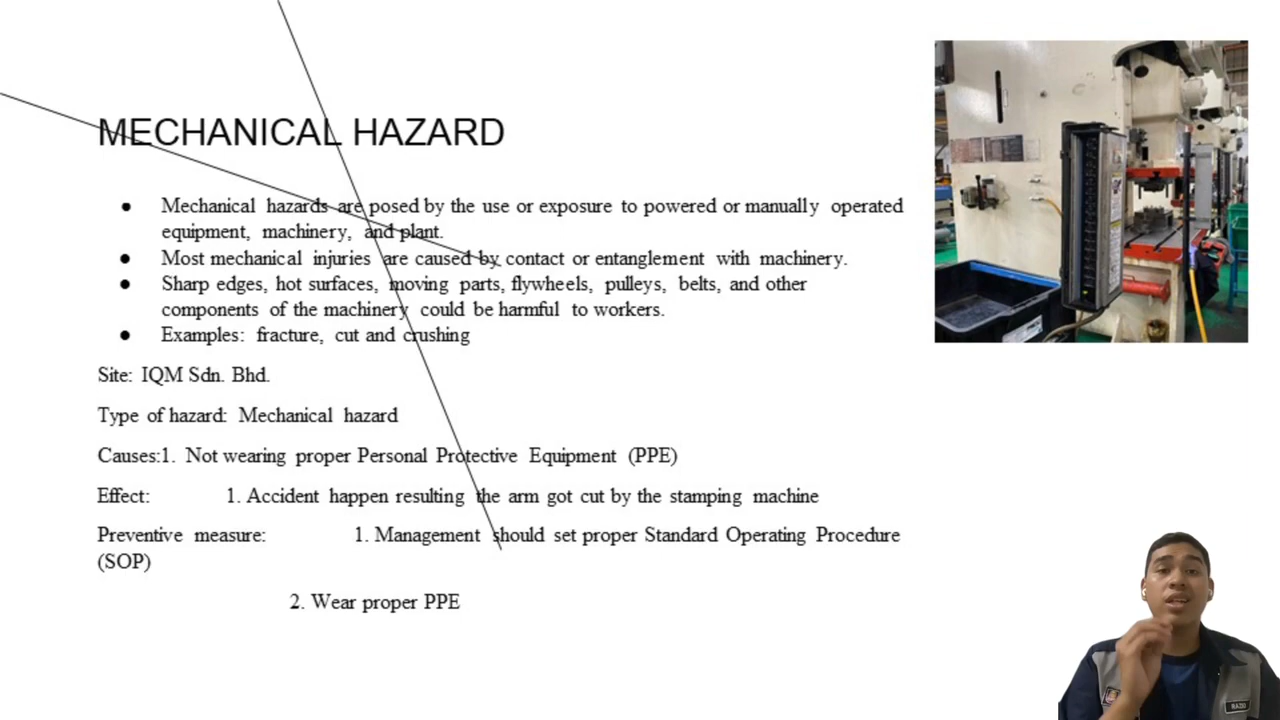 MECHANICAL HAZARD
● Mechanical hazards are posed by the use or exposure to powered or manually operated
equipment, machinery, and plant.
● Most mechanical injuries are caused by contact or entanglement with machinery.
● Sharp edges, hot surfaces, moving parts, flywheels, pulleys, belts, and other
components of the machinery could be harmful to workers.
● Examples: fracture, cut and crushing
Site: IQM Sdn. Bhd.
Type of hazard: Mechanical hazard
Causes:1. Not wearing proper Personal Protective Equipment (PPE)
Effect: 1. Accident happen resulting the arm got cut by the stamping machine
Preventive measure: 1. Management should set proper Standard Operating Procedure
(SOP)
2. Wear proper PPE